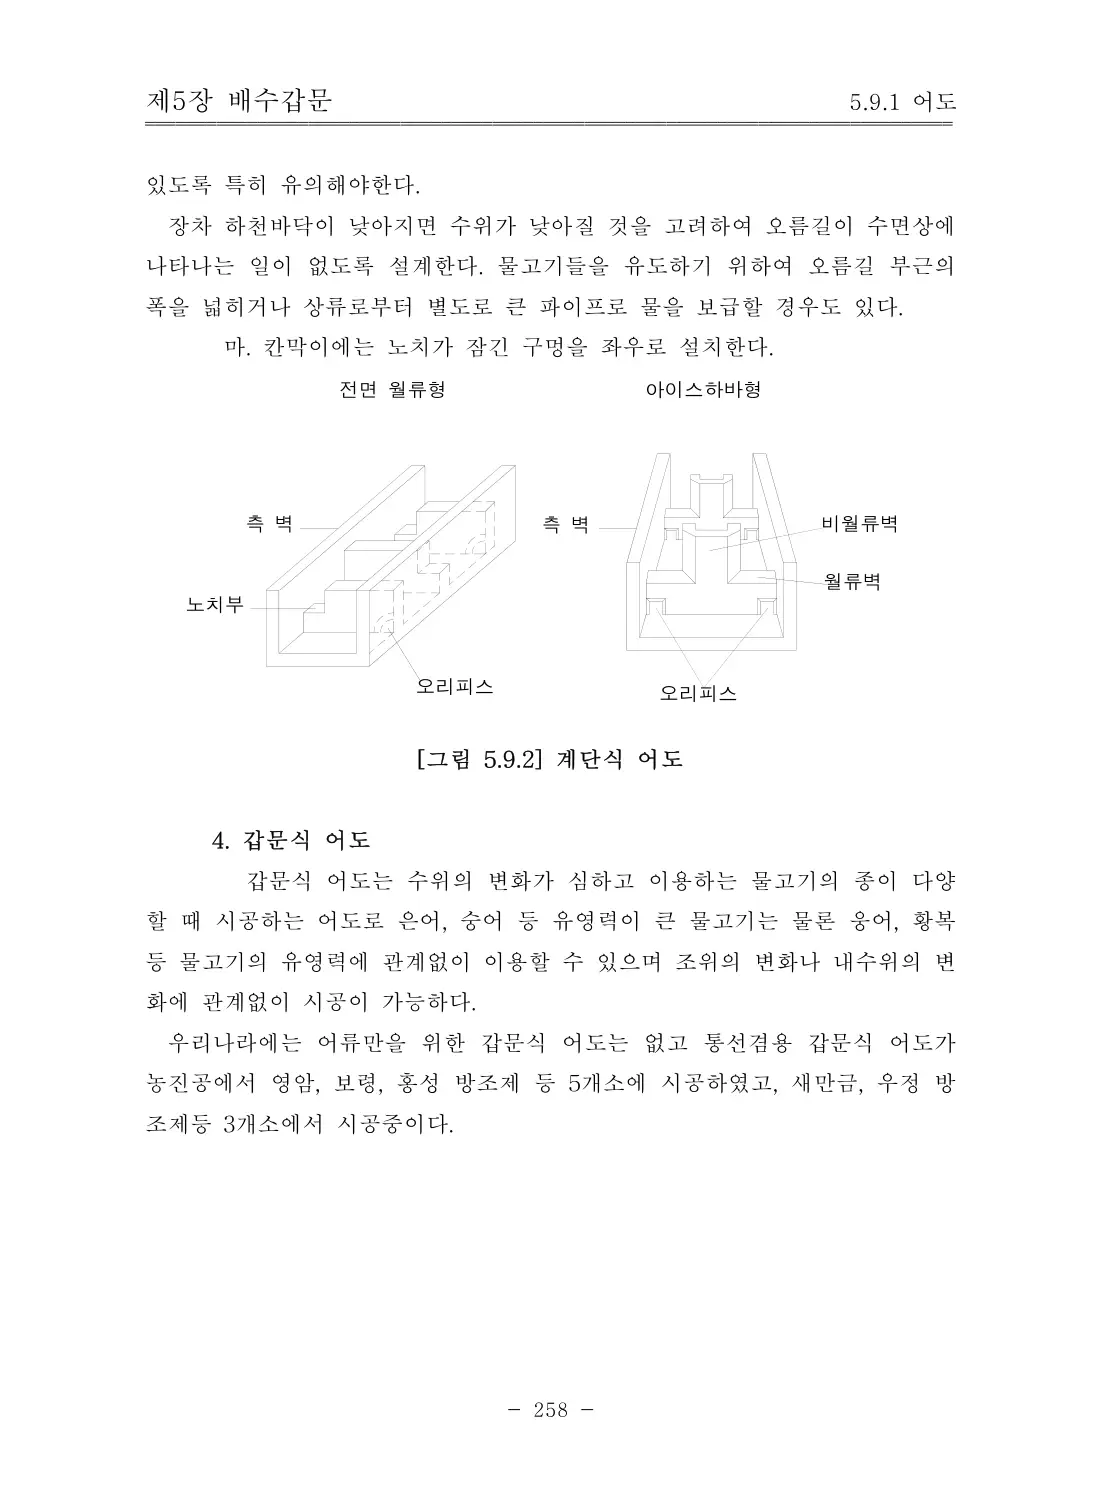 제5장 배수갑문 5.9.1 어도
있도록 특히 유의해야한다.
장차 하천바닥이 낮아지면 수위가 낮아질 것을 고려하여 오름길이 수면상에
나타나는 일이 없도록 설계한다. 물고기들을 유도하기 위하여 오름길 부근의
폭을 넓히거나 상류로부터 별도로 큰 파이프로 물을 보급할 경우도 있다.
마. 칸막이에는 노치가 잠긴 구멍을 좌우로 설치한다.
전면 월류형 아이스하바형
측 벽 측 벽 비월류벽
월류벽
노치부
오리피스 오리피스
[그림 5.9.2] 계단식 어도
4. 갑문식 어도
갑문식 어도는 수위의 변화가 심하고 이용하는 물고기의 종이 다양
할 때 시공하는 어도로 은어, 숭어 등 유영력이 큰 물고기는 물론 웅어, 황복
등 물고기의 유영력에 관계없이 이용할 수 있으며 조위의 변화나 내수위의 변
화에 관계없이 시공이 가능하다.
우리나라에는 어류만을 위한 갑문식 어도는 없고 통선겸용 갑문식 어도가
농진공에서 영암, 보령, 홍성 방조제 등 5개소에 시공하였고, 새만금, 우정 방
조제등 3개소에서 시공중이다.
- 258 -